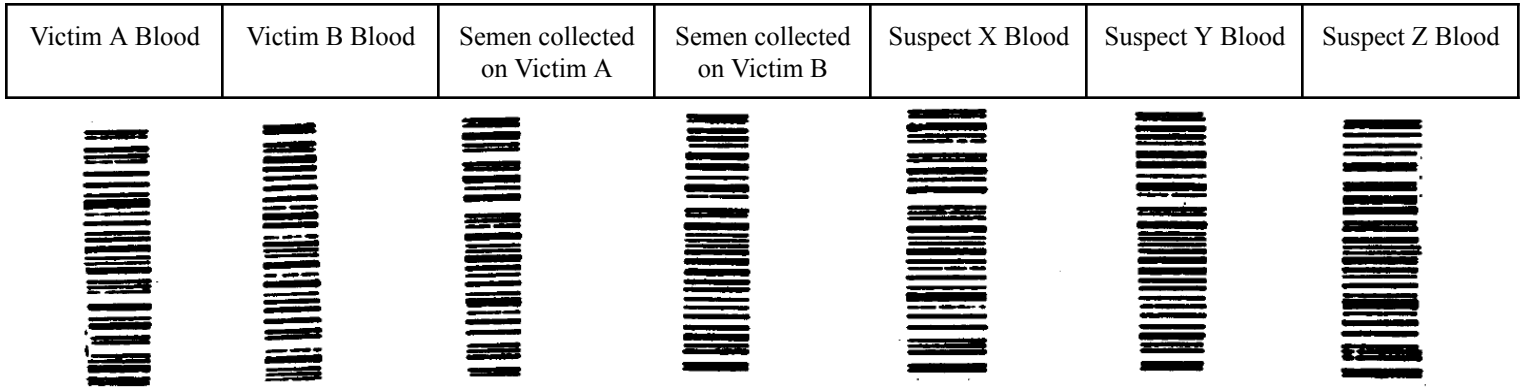 Victim A Blood
Victim B Blood
Semen collected
on Victim A
Semen collected
on Victim B
Suspect X Blood
Suspect Y Blood
Suspect Z Blood